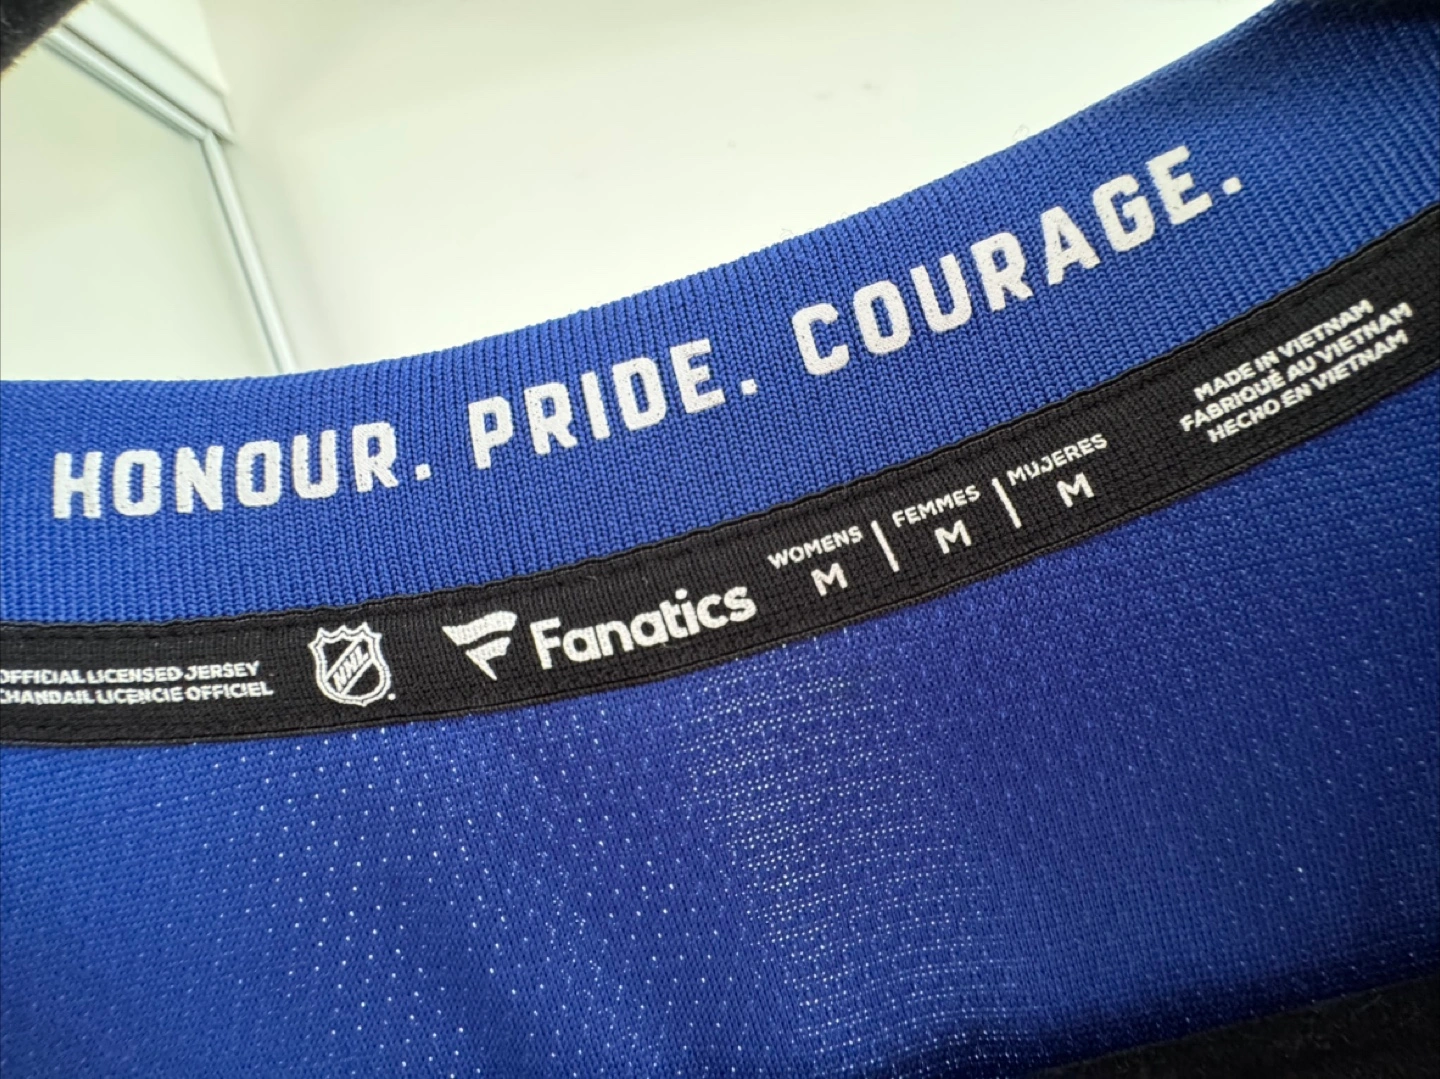 HONOUR. PRIDE. COURAGE.
OFFICIAL LICENSED JERSEY
CHANDAIL LICENCIE OFFICIEL
NHL
Fanatics
WOMENS | FEMMES | MUJERES
M M M
MADE IN VIETNAM
FABRIQUÉ AU VIETNAM
HECHO EN VIETNAM